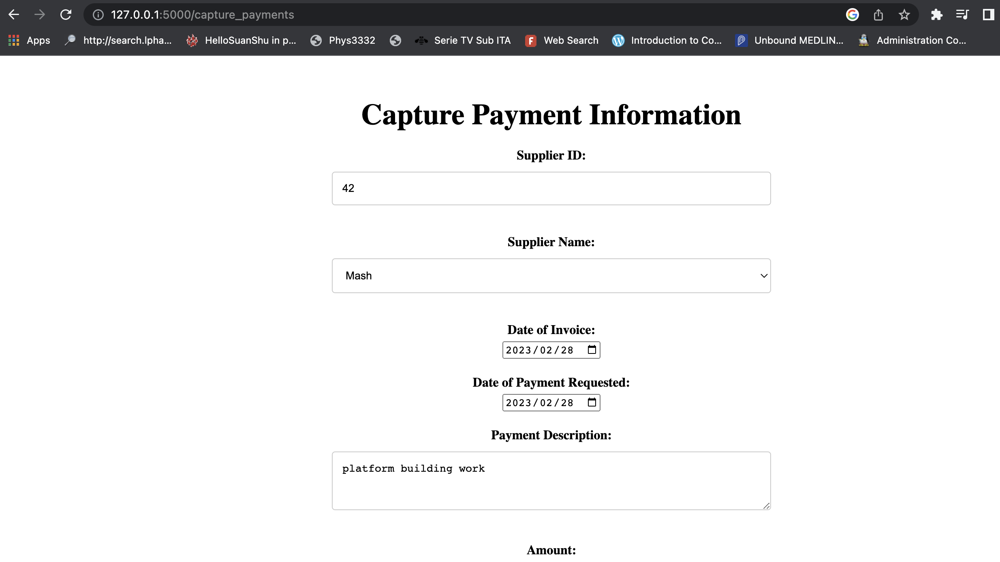 127.0.0.1:5000/capture_payments
Apps http://search.lpha... HelloSuanShu in p... Phys3332 Serie TV Sub ITA F Web Search Introduction to Co... Unbound MEDLIN... Administration Co...
Capture Payment Information
Supplier ID:
42
Supplier Name:
Mash
Date of Invoice:
2023/02/28
Date of Payment Requested:
2023/02/28
Payment Description:
platform building work
Amount: